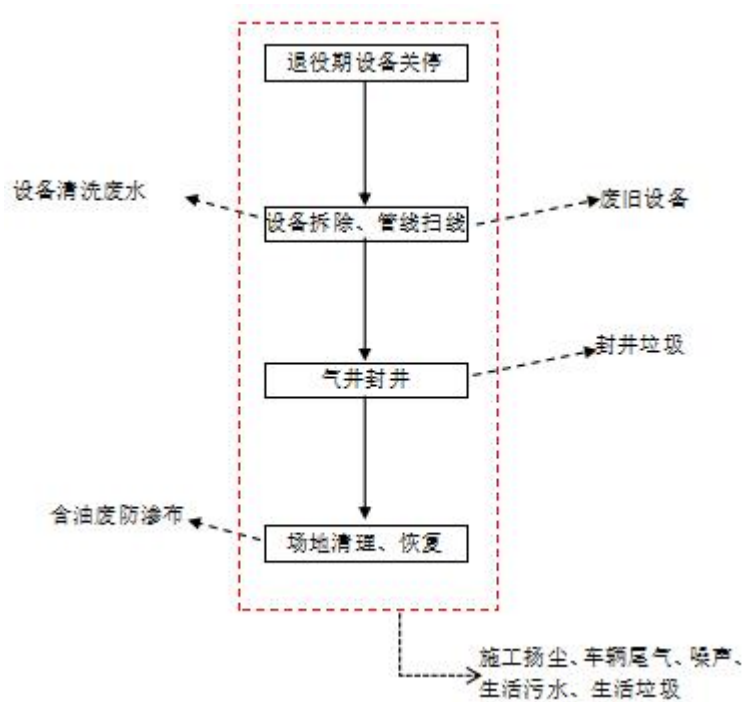 退役期设备关停
设备清洗废水
废旧设备
设备拆除、管线扫线
封井垃圾
气井封井
含油废防渗布
场地清理、恢复
施工扬尘、车辆尾气、噪声、
生活污水、生活垃圾